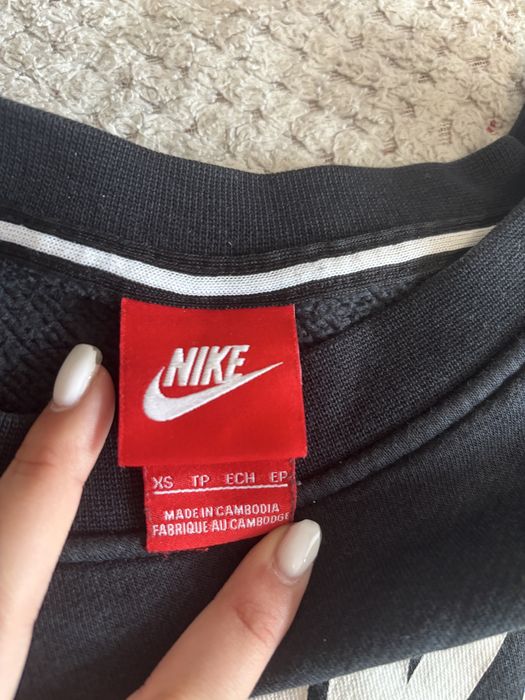 NIKE
XS TP ECH EP
MADE IN CAMBODIA
FABRIQUE AU CAMBODGE